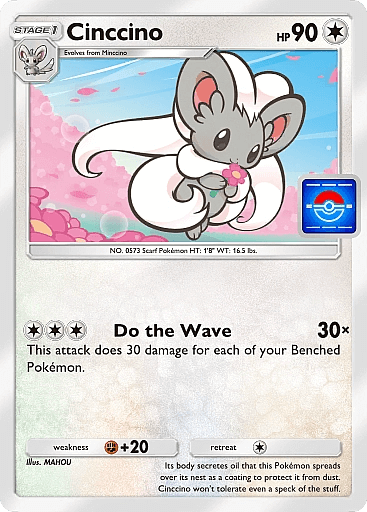 STAGE 1
Cinccino
HP 90
Evolves from Minccino
NO. 0573 Scarf Pokémon HT: 1'8" WT: 16.5 lbs.
Do the Wave 30×
This attack does 30 damage for each of your Benched
Pokémon.
weakness +20
retreat
Illus. MAHOU
Its body secretes oil that this Pokémon spreads
over its nest as a coating to protect it from dust.
Cinccino won't tolerate even a speck of the stuff.